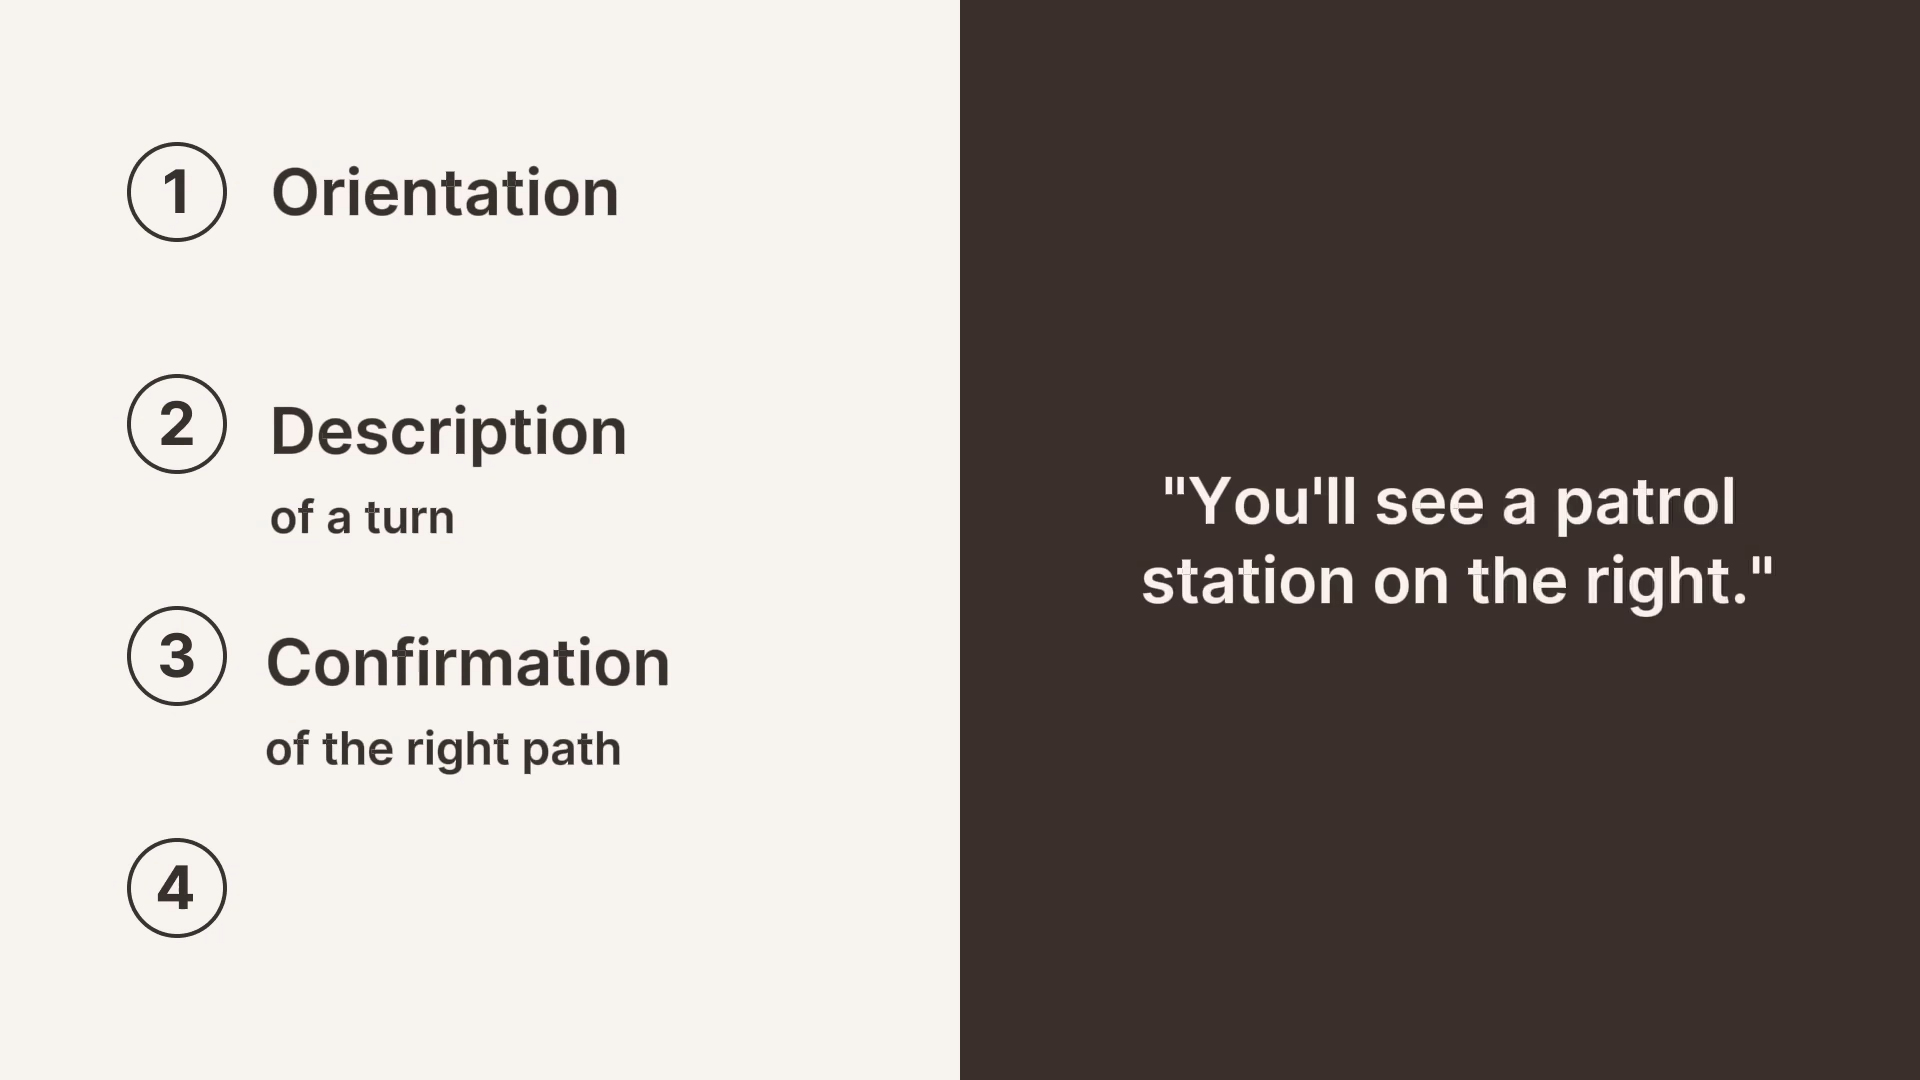 1 Orientation
2 Description
of a turn
3 Confirmation
of the right path
4
"You'll see a patrol
station on the right."